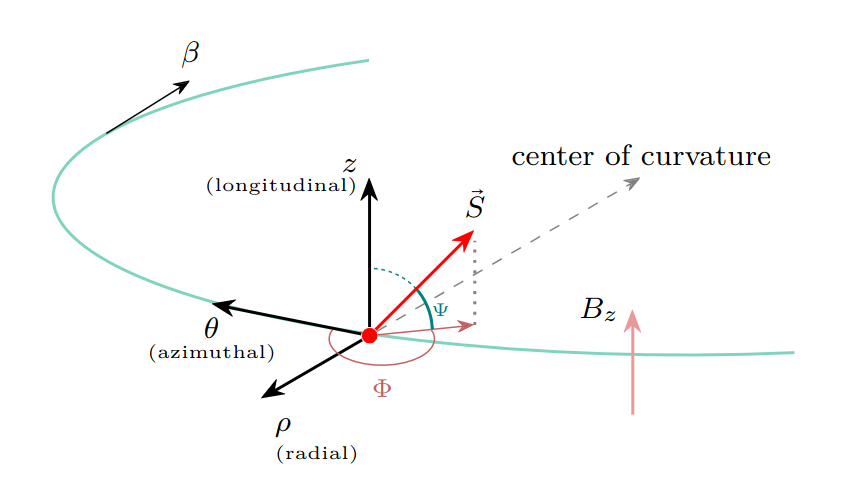 β
center of curvature
z
(longitudinal)
S⃗
B_z
Ψ
θ
(azimuthal)
Φ
ρ
(radial)